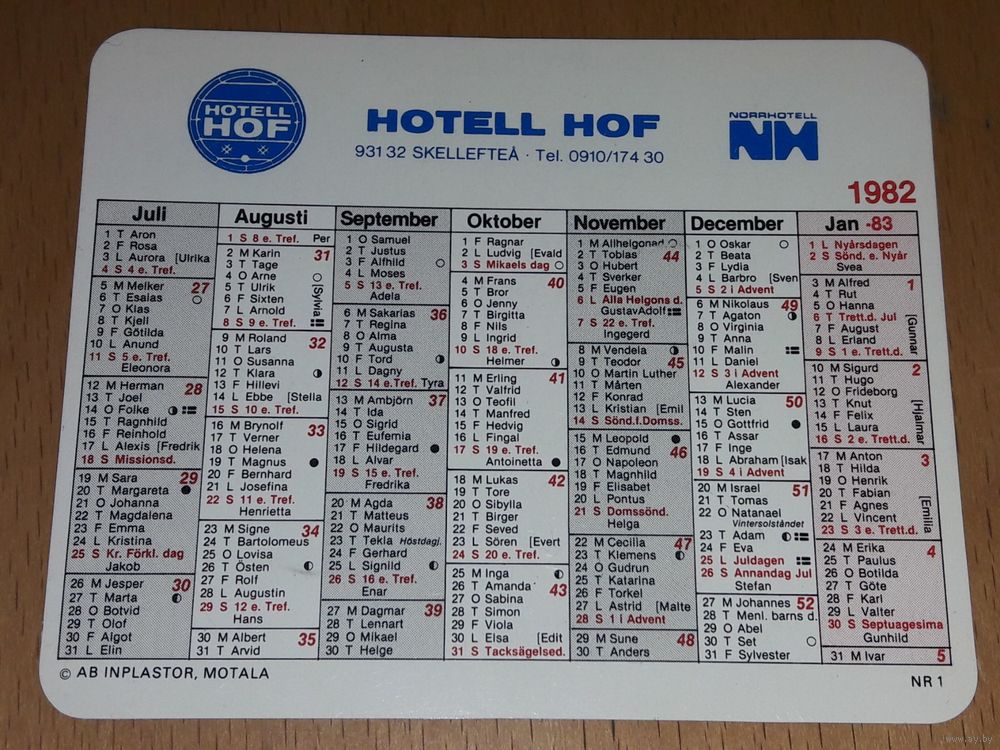 HOTELL
HOF
HOTELL HOF
931 32 SKELLEFTEÅ · Tel. 0910/174 30
NORRHOTELL
NH
1982
Juli
1 T Aron
2 F Rosa
3 L Aurora [Ulrika
4 S 4 e. Tref.
5 M Melker 27
6 T Esaias
7 O Klas
8 T Kjell
9 F Götilda
10 L Anund
11 S 5 e. Tref.
Eleonora
12 M Herman 28
13 T Joel
14 O Folke
15 T Ragnhild
16 F Reinhold
17 L Alexis [Fredrik
18 S Missionsd.
19 M Sara 29
20 T Margareta
21 O Johanna
22 T Magdalena
23 F Emma
24 L Kristina
25 S Kr. Förkl. dag
Jakob
26 M Jesper 30
27 T Marta
28 O Botvid
29 T Olof
30 F Algot
31 L Elin
Augusti
1 S 8 e. Tref. Per
2 M Karin 31
3 T Tage
4 O Arne
5 T Ulrik
6 F Sixten
7 L Arnold
[Sylvia
8 S 9 e. Tref.
9 M Roland 32
10 T Lars
11 O Susanna
12 T Klara
13 F Hillevi
14 L Ebbe [Stella
15 S 10 e. Tref.
16 M Brynolf 33
17 T Verner
18 O Helena
19 T Magnus
20 F Bernhard
21 L Josefina
22 S 11 e. Tref.
Henrietta
23 M Signe 34
24 T Bartolomeus
25 O Lovisa
26 T Östen
27 F Rolf
28 L Augustin
29 S 12 e. Tref.
Hans
30 M Albert 35
31 T Arvid
September
1 O Samuel
2 T Justus
3 F Alfhild
4 L Moses
5 S 13 e. Tref.
Adela
6 M Sakarias 36
7 T Regina
8 O Alma
9 T Augusta
10 F Tord
11 L Dagny
12 S 14 e. Tref. Tyra
13 M Ambjörn 37
14 T Ida
15 O Sigrid
16 T Eufemia
17 F Hildegard
18 L Alvar
19 S 15 e. Tref.
Fredrika
20 M Agda 38
21 T Matteus
22 O Maurits
23 T Tekla Höstdagj.
24 F Gerhard
25 L Signild
26 S 16 e. Tref.
Enar
27 M Dagmar 39
28 T Lennart
29 O Mikael
30 T Helge
Oktober
1 F Ragnar
2 L Ludvig [Evald
3 S Mikaels dag
4 M Frans 40
5 T Bror
6 O Jenny
7 T Birgitta
8 F Nils
9 L Ingrid
10 S 18 e. Tref.
Helmer
11 M Erling 41
12 T Valfrid
13 O Teofil
14 T Manfred
15 F Hedvig
16 L Fingal
17 S 19 e. Tref.
Antoinetta
18 M Lukas 42
19 T Tore
20 O Sibylla
21 T Birger
22 F Seved
23 L Sören [Evert
24 S 20 e. Tref.
25 M Inga
26 T Amanda 43
27 O Sabina
28 T Simon
29 F Viola
30 L Elsa [Edit
31 S Tacksägelsed.
November
1 M Allhelgonad
2 T Tobias 44
3 O Hubert
4 T Sverker
5 F Eugen
6 L Alla Helgons d.
GustavAdolf
7 S 22 e. Tref.
Ingegerd
8 M Vendela
9 T Teodor 45
10 O Martin Luther
11 T Mårten
12 F Konrad
13 L Kristian [Emil
14 S Sönd.f.Domss.
15 M Leopold
16 T Edmund 46
17 O Napoleon
18 T Magnhild
19 F Elisabet
20 L Pontus
21 S Domssönd.
Helga
22 M Cecilia 47
23 T Klemens
24 O Gudrun
25 T Katarina
26 F Torkel
27 L Astrid [Malte
28 S 1 i Advent
29 M Sune 48
30 T Anders
December
1 O Oskar
2 T Beata
3 F Lydia
4 L Barbro [Sven
5 S 2 i Advent
6 M Nikolaus 49
7 T Agaton
8 O Virginia
9 T Anna
10 F Malin
11 L Daniel
12 S 3 i Advent
Alexander
13 M Lucia 50
14 T Sten
15 O Gottfrid
16 T Assar
17 F Inge
18 L Abraham [Isak
19 S 4 i Advent
20 M Israel 51
21 T Tomas
22 O Natanael
Vintersolståndet
23 T Adam
24 F Eva
25 L Juldagen
26 S Annandag Jul
Stefan
27 M Johannes 52
28 T Menl. barns d.
29 O Abel
30 T Set
31 F Sylvester
Jan -83
1 L Nyårsdagen
2 S Sönd. e. Nyår
Svea
3 M Alfred 1
4 T Rut
5 O Hanna
6 T Trett.d. Jul
7 F August
8 L Erland
[Gunnar
9 S 1 e. Trett.d.
10 M Sigurd 2
11 T Hugo
12 O Frideborg
13 T Knut
14 F Felix
15 L Laura
[Hjalmar
16 S 2 e. Trett.d.
17 M Anton 3
18 T Hilda
19 O Henrik
20 T Fabian
21 F Agnes
22 L Vincent
[Emilia
23 S 3 e. Trett.d.
24 M Erika 4
25 T Paulus
26 O Botilda
27 T Göte
28 F Karl
29 L Valter
30 S Septuagesima
Gunhild
31 M Ivar 5
© AB INPLASTOR, MOTALA
NR 1
www.ay.by